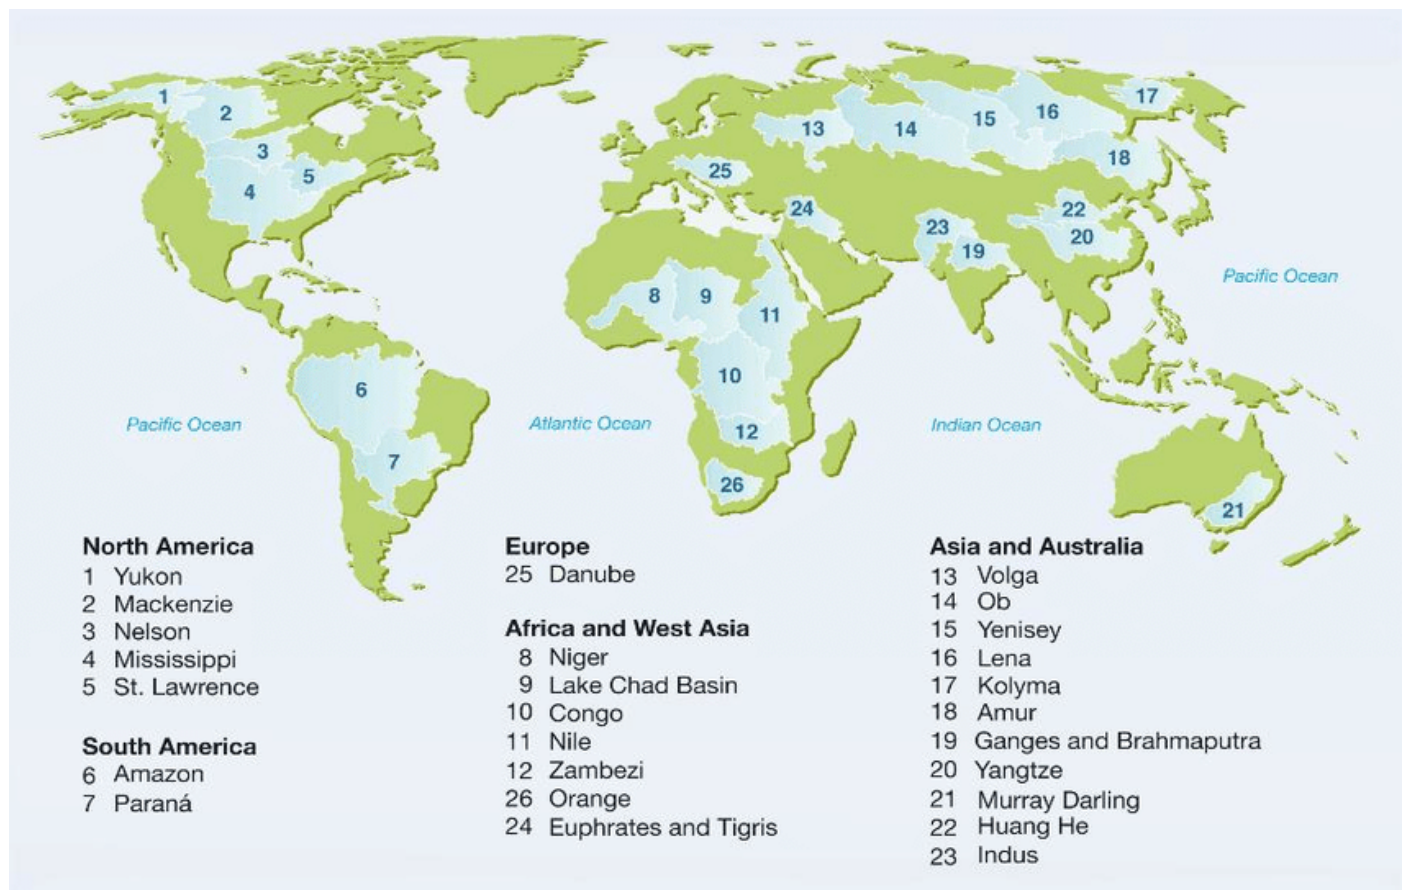 1
2
3
4
5
6
7
8
9
10
11
12
13
14
15
16
17
18
19
20
21
22
23
24
25
26
Pacific Ocean
Atlantic Ocean
Indian Ocean
Pacific Ocean
North America
1 Yukon
2 Mackenzie
3 Nelson
4 Mississippi
5 St. Lawrence
South America
6 Amazon
7 Paraná
Europe
25 Danube
Africa and West Asia
8 Niger
9 Lake Chad Basin
10 Congo
11 Nile
12 Zambezi
26 Orange
24 Euphrates and Tigris
Asia and Australia
13 Volga
14 Ob
15 Yenisey
16 Lena
17 Kolyma
18 Amur
19 Ganges and Brahmaputra
20 Yangtze
21 Murray Darling
22 Huang He
23 Indus